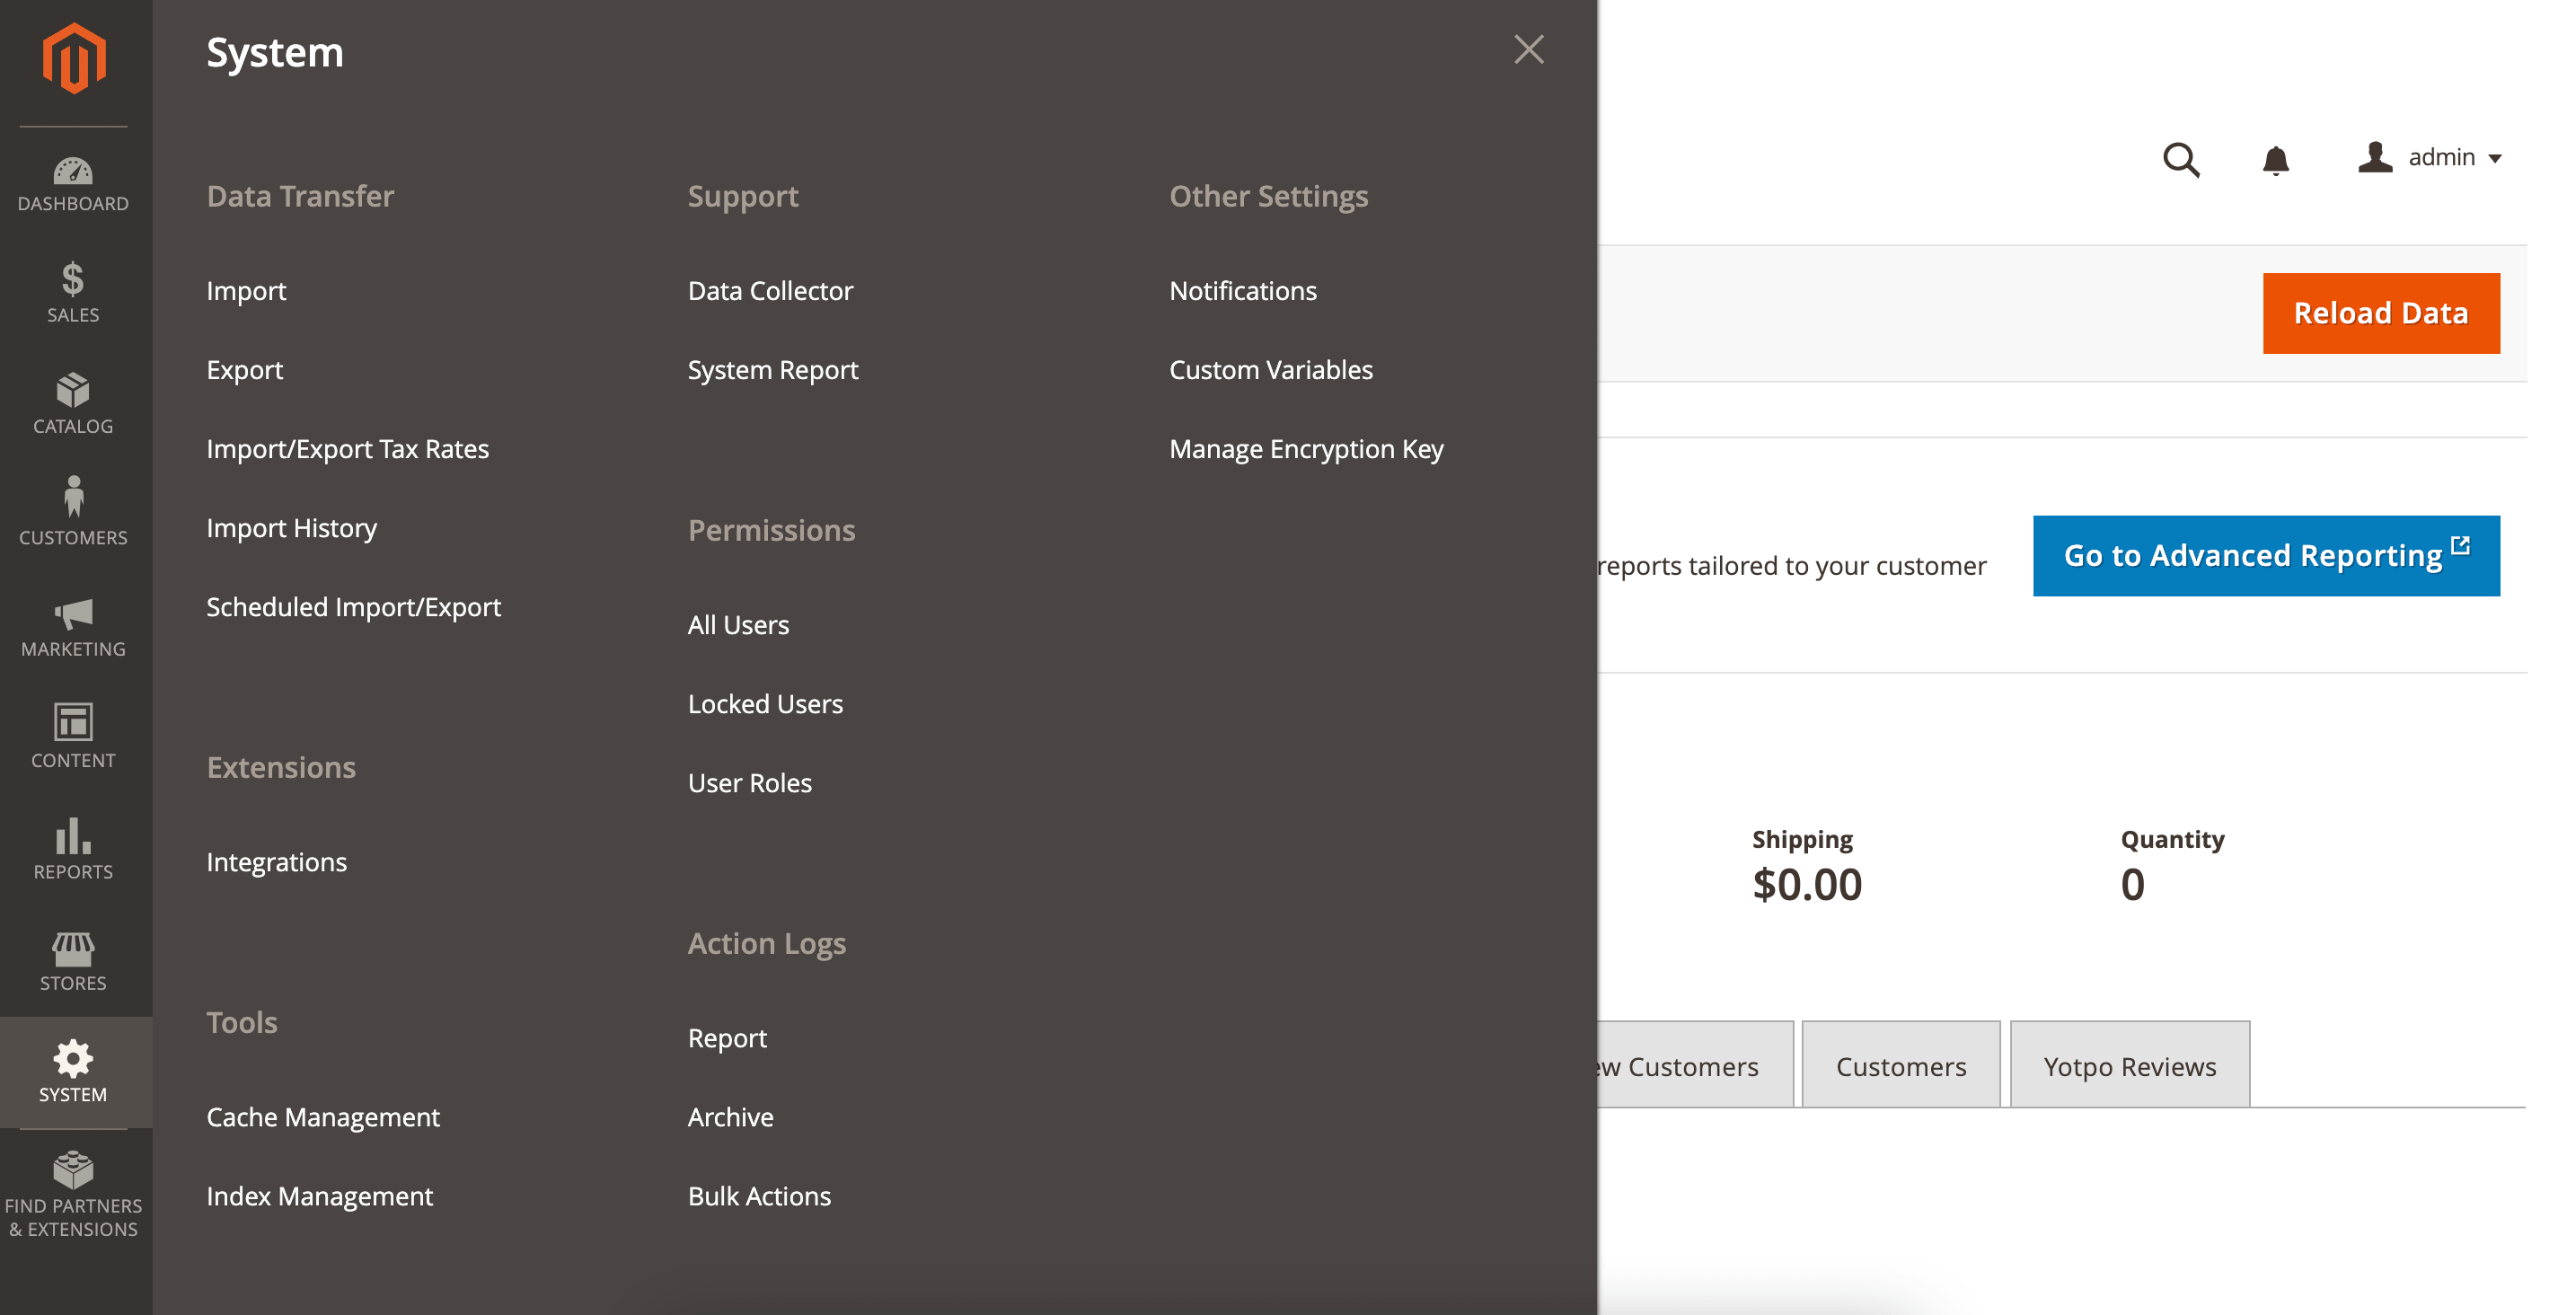 DASHBOARD
SALES
CATALOG
CUSTOMERS
MARKETING
CONTENT
REPORTS
STORES
SYSTEM
FIND PARTNERS
& EXTENSIONS
System
Data Transfer
Import
Export
Import/Export Tax Rates
Import History
Scheduled Import/Export
Extensions
Integrations
Tools
Cache Management
Index Management
Support
Data Collector
System Report
Permissions
All Users
Locked Users
User Roles
Action Logs
Report
Archive
Bulk Actions
Other Settings
Notifications
Custom Variables
Manage Encryption Key
admin
Reload Data
reports tailored to your customer
Go to Advanced Reporting
Shipping
$0.00
Quantity
0
Customers
Customers
Yotpo Reviews